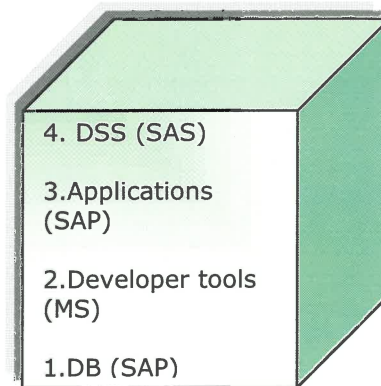 4. DSS (SAS)
3.Applications
(SAP)
2.Developer tools
(MS)
1.DB (SAP)